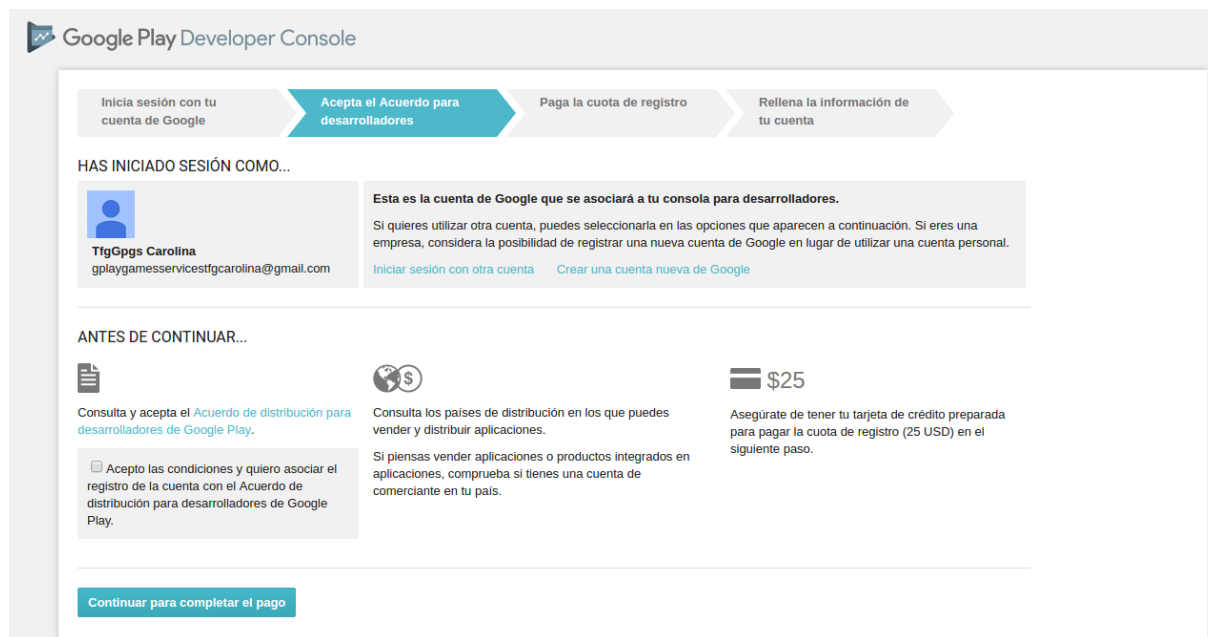 Google Play Developer Console
Inicia sesión con tu
cuenta de Google
Acepta el Acuerdo para
desarrolladores
Paga la cuota de registro
Rellena la información de
tu cuenta
HAS INICIADO SESIÓN COMO...
TfgGpgs Carolina
gplaygamesservicestfgcarolina@gmail.com
Esta es la cuenta de Google que se asociará a tu consola para desarrolladores.
Si quieres utilizar otra cuenta, puedes seleccionarla en las opciones que aparecen a continuación. Si eres una
empresa, considera la posibilidad de registrar una nueva cuenta de Google en lugar de utilizar una cuenta personal.
Iniciar sesión con otra cuenta Crear una cuenta nueva de Google
ANTES DE CONTINUAR...
Consulta y acepta el Acuerdo de distribución para
desarrolladores de Google Play.
Acepto las condiciones y quiero asociar el
registro de la cuenta con el Acuerdo de
distribución para desarrolladores de Google
Play.
$
Consulta los países de distribución en los que puedes
vender y distribuir aplicaciones.
Si piensas vender aplicaciones o productos integrados en
aplicaciones, comprueba si tienes una cuenta de
comerciante en tu país.
$25
Asegúrate de tener tu tarjeta de crédito preparada
para pagar la cuota de registro (25 USD) en el
siguiente paso.
Continuar para completar el pago